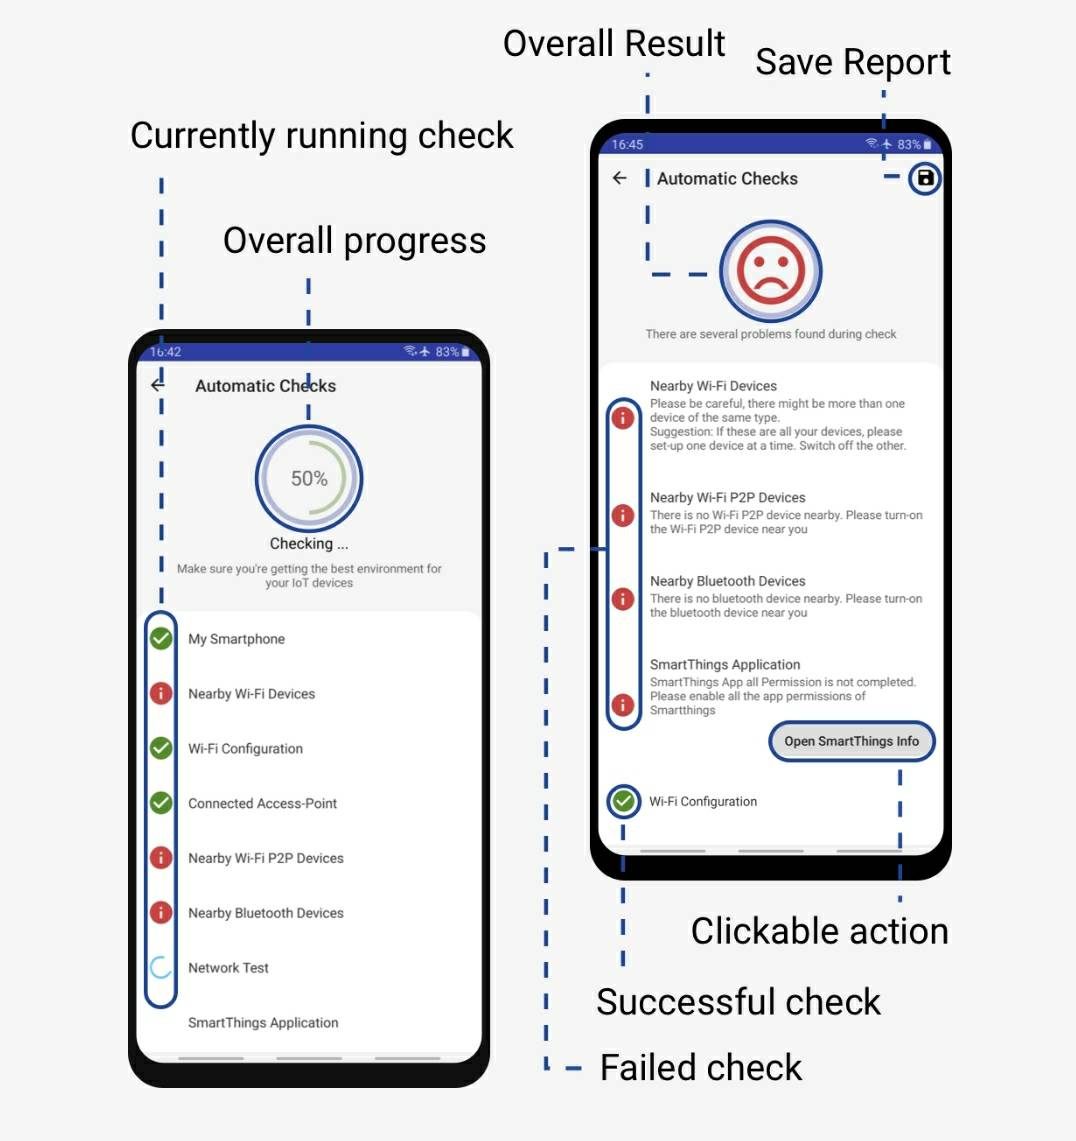 Overall Result
Save Report
Currently running check
Overall progress
16:42
83%
Automatic Checks
50%
Checking ...
Make sure you're getting the best environment for
your IoT devices
My Smartphone
Nearby Wi-Fi Devices
Wi-Fi Configuration
Connected Access-Point
Nearby Wi-Fi P2P Devices
Nearby Bluetooth Devices
Network Test
SmartThings Application
16:45
83%
Automatic Checks
There are several problems found during check
Nearby Wi-Fi Devices
Please be careful, there might be more than one
device of the same type.
Suggestion: If these are all your devices, please
set-up one device at a time. Switch off the other.
Nearby Wi-Fi P2P Devices
There is no Wi-Fi P2P device nearby. Please turn-on
the Wi-Fi P2P device near you
Nearby Bluetooth Devices
There is no bluetooth device nearby. Please turn-on
the bluetooth device near you
SmartThings Application
SmartThings App all Permission is not completed.
Please enable all the app permissions of
Smartthings
Open SmartThings Info
Wi-Fi Configuration
Clickable action
Successful check
Failed check